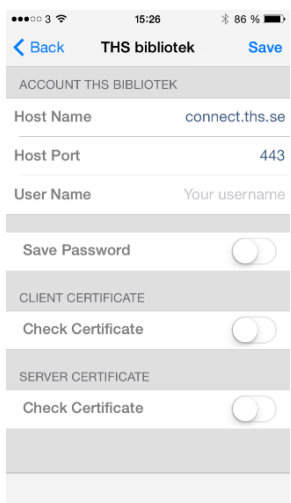 ●●●○○ 3 15:26 86 %
Back THS bibliotek Save
ACCOUNT THS BIBLIOTEK
Host Name connect.ths.se
Host Port 443
User Name Your username
Save Password
CLIENT CERTIFICATE
Check Certificate
SERVER CERTIFICATE
Check Certificate